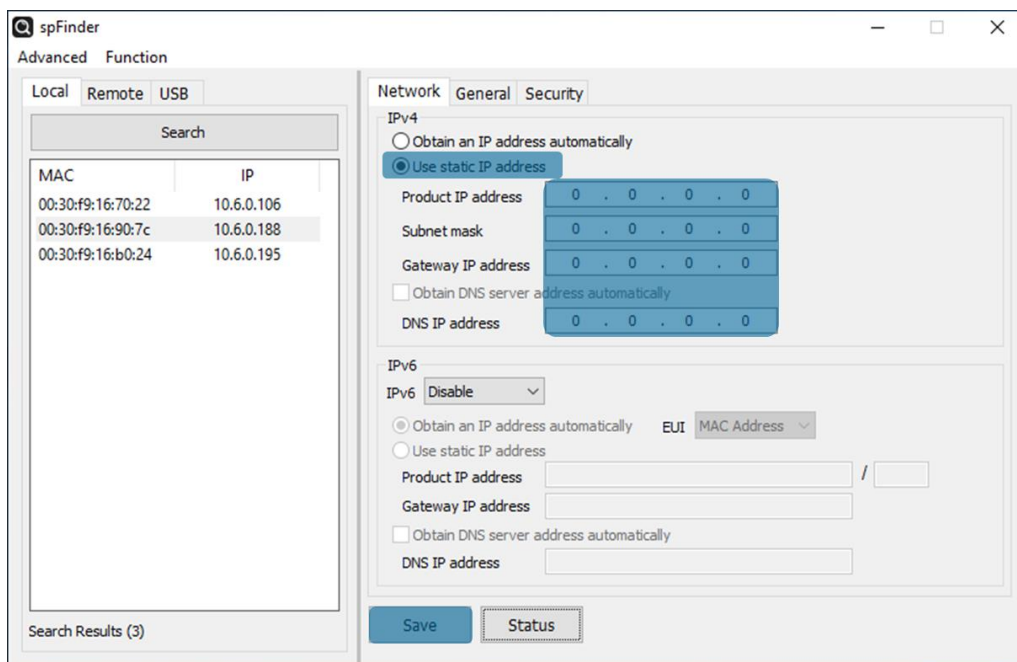 spFinder
Advanced Function
Local Remote USB
Search
MAC IP
00:30:f9:16:70:22 10.6.0.106
00:30:f9:16:90:7c 10.6.0.188
00:30:f9:16:b0:24 10.6.0.195
Search Results (3)
Network General Security
IPv4
Obtain an IP address automatically
Use static IP address
Product IP address 0 . 0 . 0 . 0
Subnet mask 0 . 0 . 0 . 0
Gateway IP address 0 . 0 . 0 . 0
Obtain DNS server address automatically
DNS IP address 0 . 0 . 0 . 0
IPv6
IPv6 Disable
Obtain an IP address automatically EUI MAC Address
Use static IP address
Product IP address /
Gateway IP address
Obtain DNS server address automatically
DNS IP address
Save Status